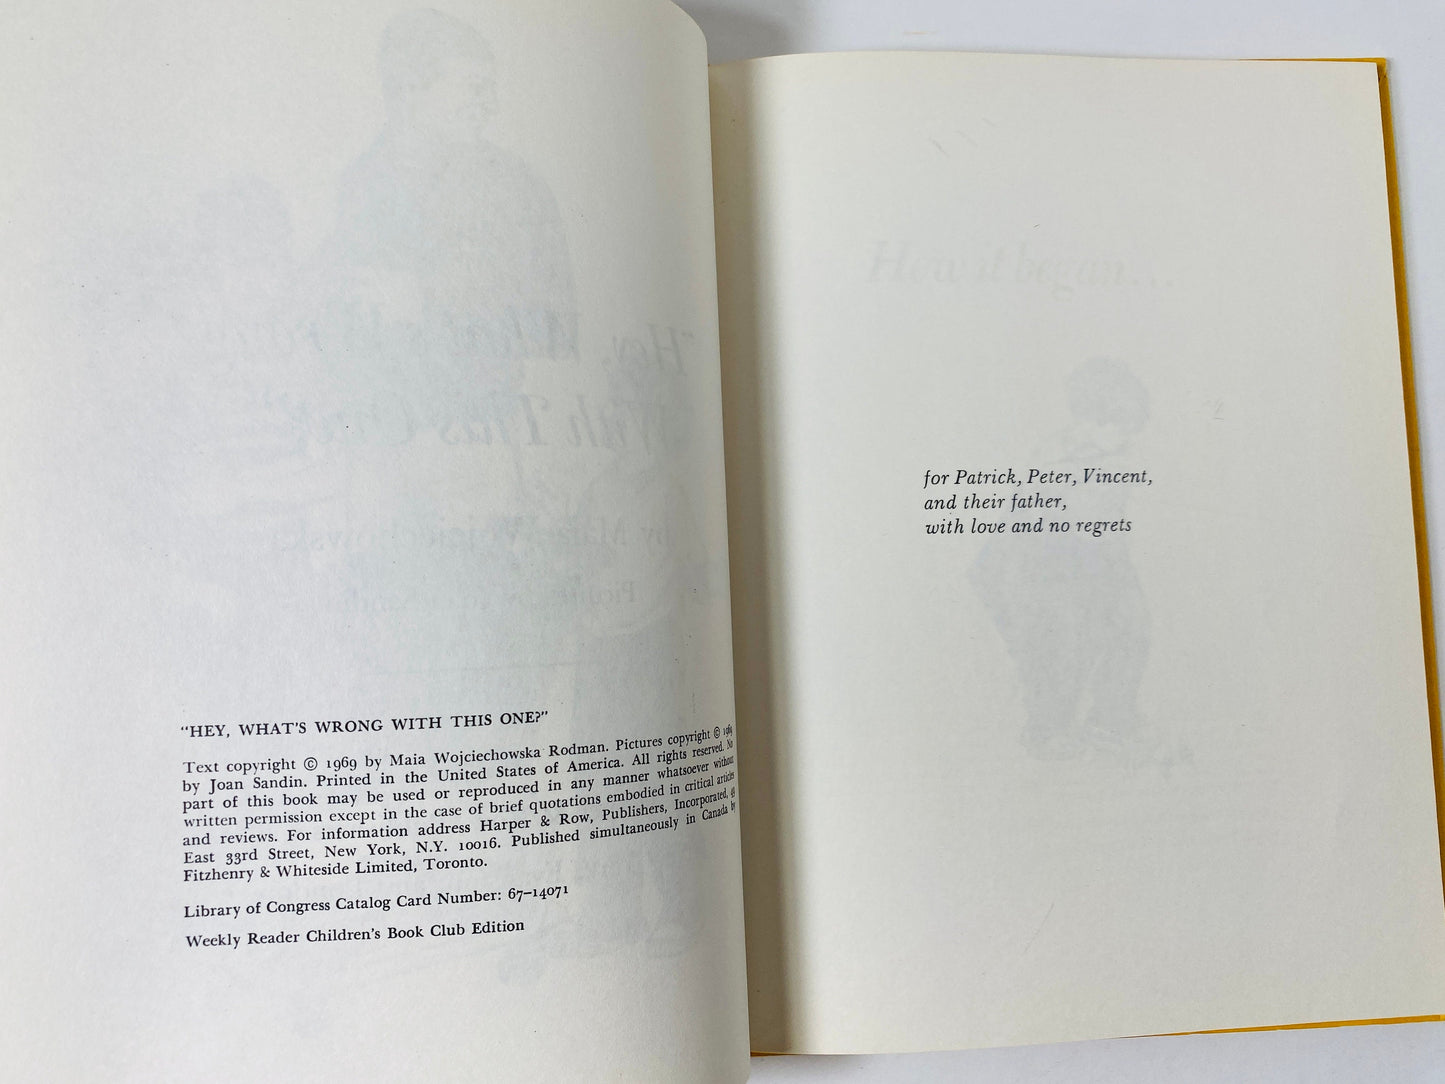 "HEY, WHAT'S WRONG WITH THIS ONE?"
Text copyright © 1969 by Maia Wojciechowska Rodman. Pictures copyright © 1969
by Joan Sandin. Printed in the United States of America. All rights reserved. No
part of this book may be used or reproduced in any manner whatsoever without
written permission except in the case of brief quotations embodied in critical articles
and reviews. For information address Harper & Row, Publishers, Incorporated, 49
East 33rd Street, New York, N.Y. 10016. Published simultaneously in Canada by
Fitzhenry & Whiteside Limited, Toronto.
Library of Congress Catalog Card Number: 67-14071
Weekly Reader Children's Book Club Edition
How it began...
for Patrick, Peter, Vincent,
and their father,
with love and no regrets